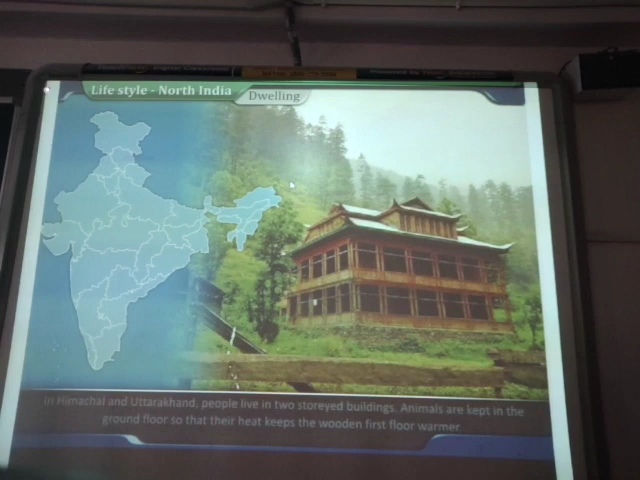 Life style - North India
Dwelling
In Himachal and Uttarakhand, people live in two storeyed buildings. Animals are kept in the
ground floor so that their heat keeps the wooden first floor warmer.